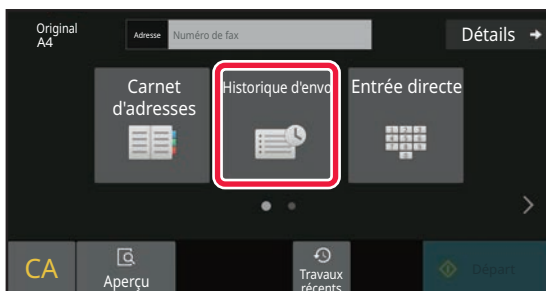 Original
A4
Adresse
Numéro de fax
Détails
Carnet
d'adresses
Historique d'envo
Entrée directe
CA
Aperçu
Travaux
récents
Départ